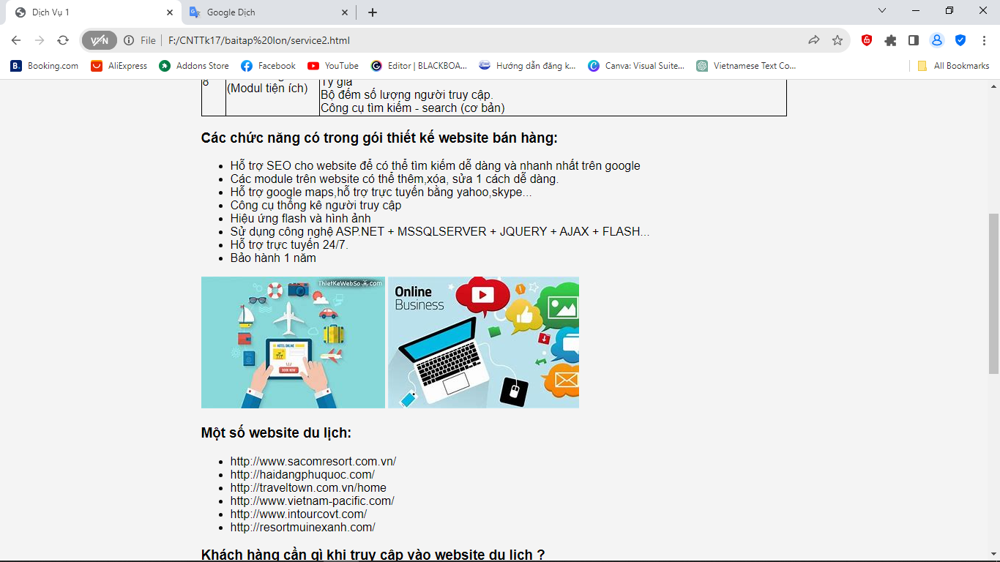 Dịch Vụ 1
Google Dịch
VPN
File
F:/CNTTk17/baitap%20lon/service2.html
Booking.com
AliExpress
Addons Store
Facebook
YouTube
Editor | BLACKBOA...
Hướng dẫn đăng k...
Canva: Visual Suite...
Vietnamese Text Co...
All Bookmarks
8
(Modul tiện ích)
Tỷ giá
Bộ đếm số lượng người truy cập.
Công cụ tìm kiếm - search (cơ bản)
Các chức năng có trong gói thiết kế website bán hàng:
Hỗ trợ SEO cho website để có thể tìm kiếm dễ dàng và nhanh nhất trên google
Các module trên website có thể thêm,xóa, sửa 1 cách dễ dàng.
Hỗ trợ google maps,hỗ trợ trực tuyến bằng yahoo,skype...
Công cụ thống kê người truy cập
Hiệu ứng flash và hình ảnh
Sử dụng công nghệ ASP.NET + MSSQLSERVER + JQUERY + AJAX + FLASH...
Hỗ trợ trực tuyến 24/7.
Bảo hành 1 năm
HOTEL ONLINE
BOOK NOW
Online
Business
Một số website du lịch:
http://www.sacomresort.com.vn/
http://haidangphuquoc.com/
http://traveltown.com.vn/home
http://www.vietnam-pacific.com/
http://www.intourcovt.com/
http://resortmuinexanh.com/
Khách hàng cần gì khi truy cập vào website du lịch ?